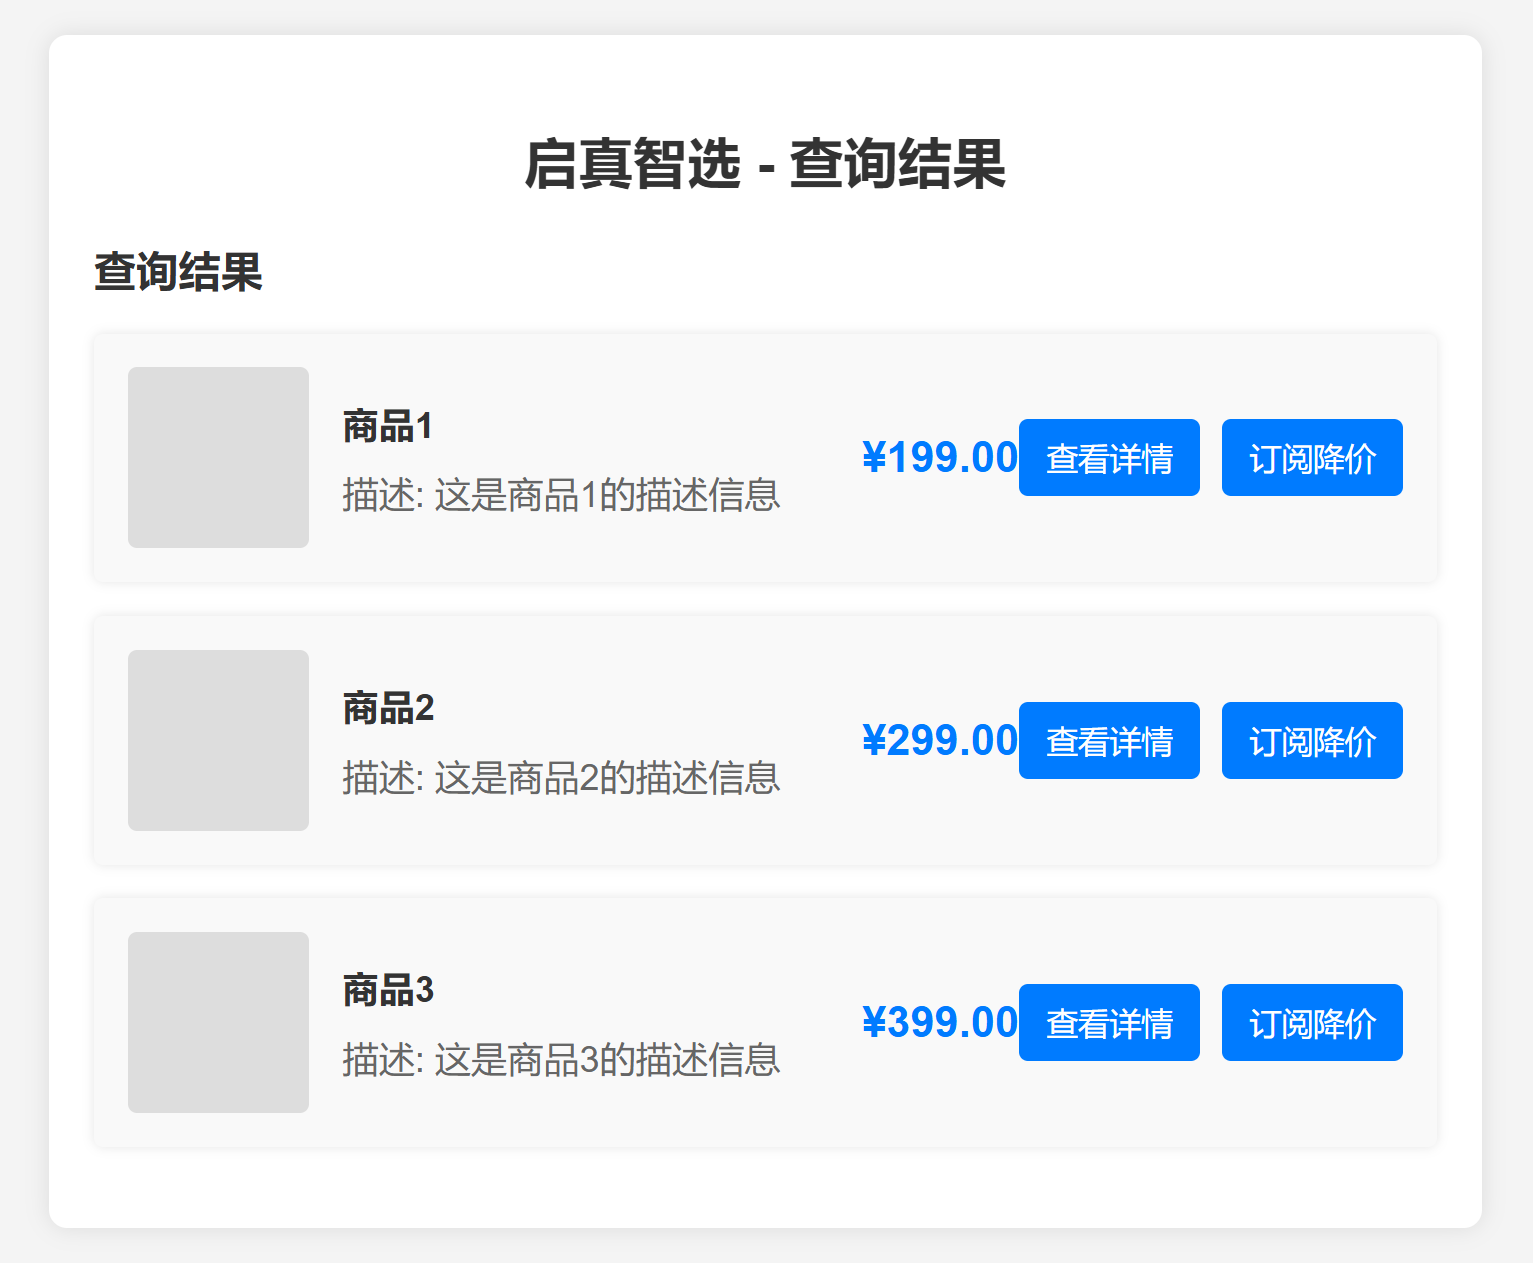 启真智选 - 查询结果
查询结果
商品1
描述: 这是商品1的描述信息
¥199.00
查看详情
订阅降价
商品2
描述: 这是商品2的描述信息
¥299.00
查看详情
订阅降价
商品3
描述: 这是商品3的描述信息
¥399.00
查看详情
订阅降价